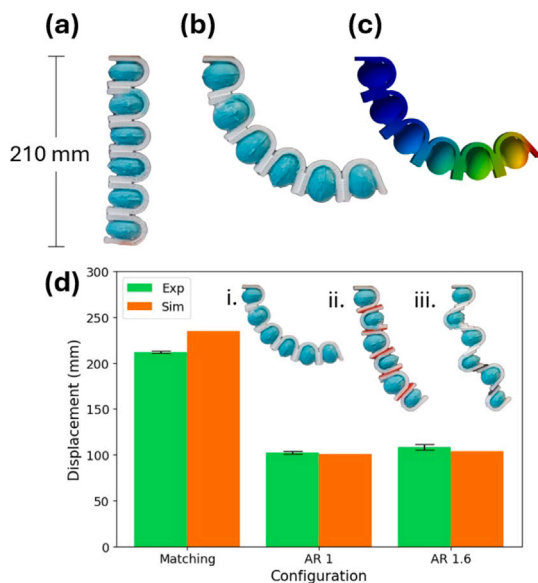 (a)
(b)
(c)
210 mm
(d)
300
250
200
150
100
50
0
Displacement (mm)
Exp
Sim
i.
ii.
iii.
Matching
AR 1
AR 1.6
Configuration